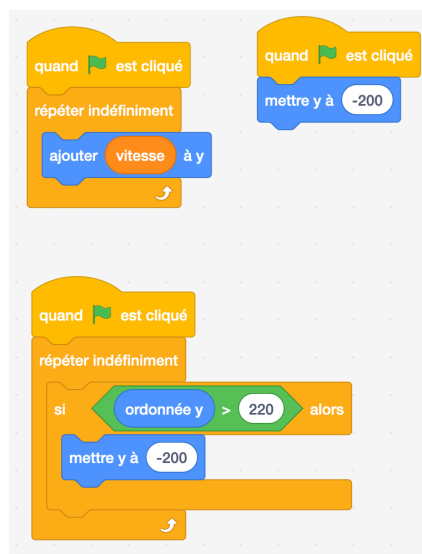 quand est cliqué
répéter indéfiniment
ajouter vitesse à y
quand est cliqué
mettre y à -200
quand est cliqué
répéter indéfiniment
si ordonnée y > 220 alors
mettre y à -200